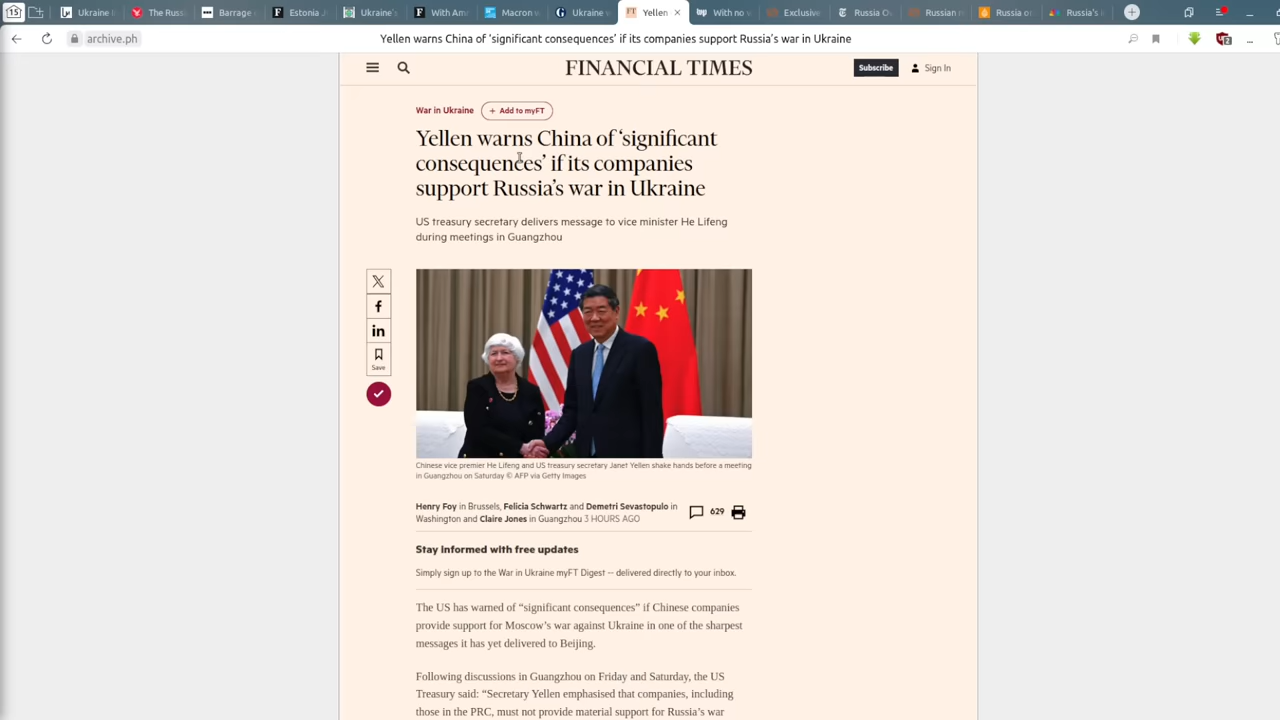 Ukraine'
The Russ
Barrage
Estonia J
Ukraine's
With Am
Macron w
Ukraine w
FT Yellen
With no v
Exclusive
Russia Ov
Russian r
Russia on
Russia's
archive.ph
Yellen warns China of ‘significant consequences’ if its companies support Russia’s war in Ukraine
FINANCIAL TIMES
Subscribe
Sign In
War in Ukraine
+ Add to myFT
Yellen warns China of ‘significant
consequences’ if its companies
support Russia’s war in Ukraine
US treasury secretary delivers message to vice minister He Lifeng
during meetings in Guangzhou
Save
Chinese vice premier He Lifeng and US treasury secretary Janet Yellen shake hands before a meeting
in Guangzhou on Saturday © AFP via Getty Images
Henry Foy in Brussels, Felicia Schwartz and Demetri Sevastopulo in
Washington and Claire Jones in Guangzhou 3 HOURS AGO
629
Stay informed with free updates
Simply sign up to the War in Ukraine myFT Digest -- delivered directly to your inbox.
The US has warned of “significant consequences” if Chinese companies
provide support for Moscow’s war against Ukraine in one of the sharpest
messages it has yet delivered to Beijing.
Following discussions in Guangzhou on Friday and Saturday, the US
Treasury said: “Secretary Yellen emphasised that companies, including
those in the PRC, must not provide material support for Russia’s war